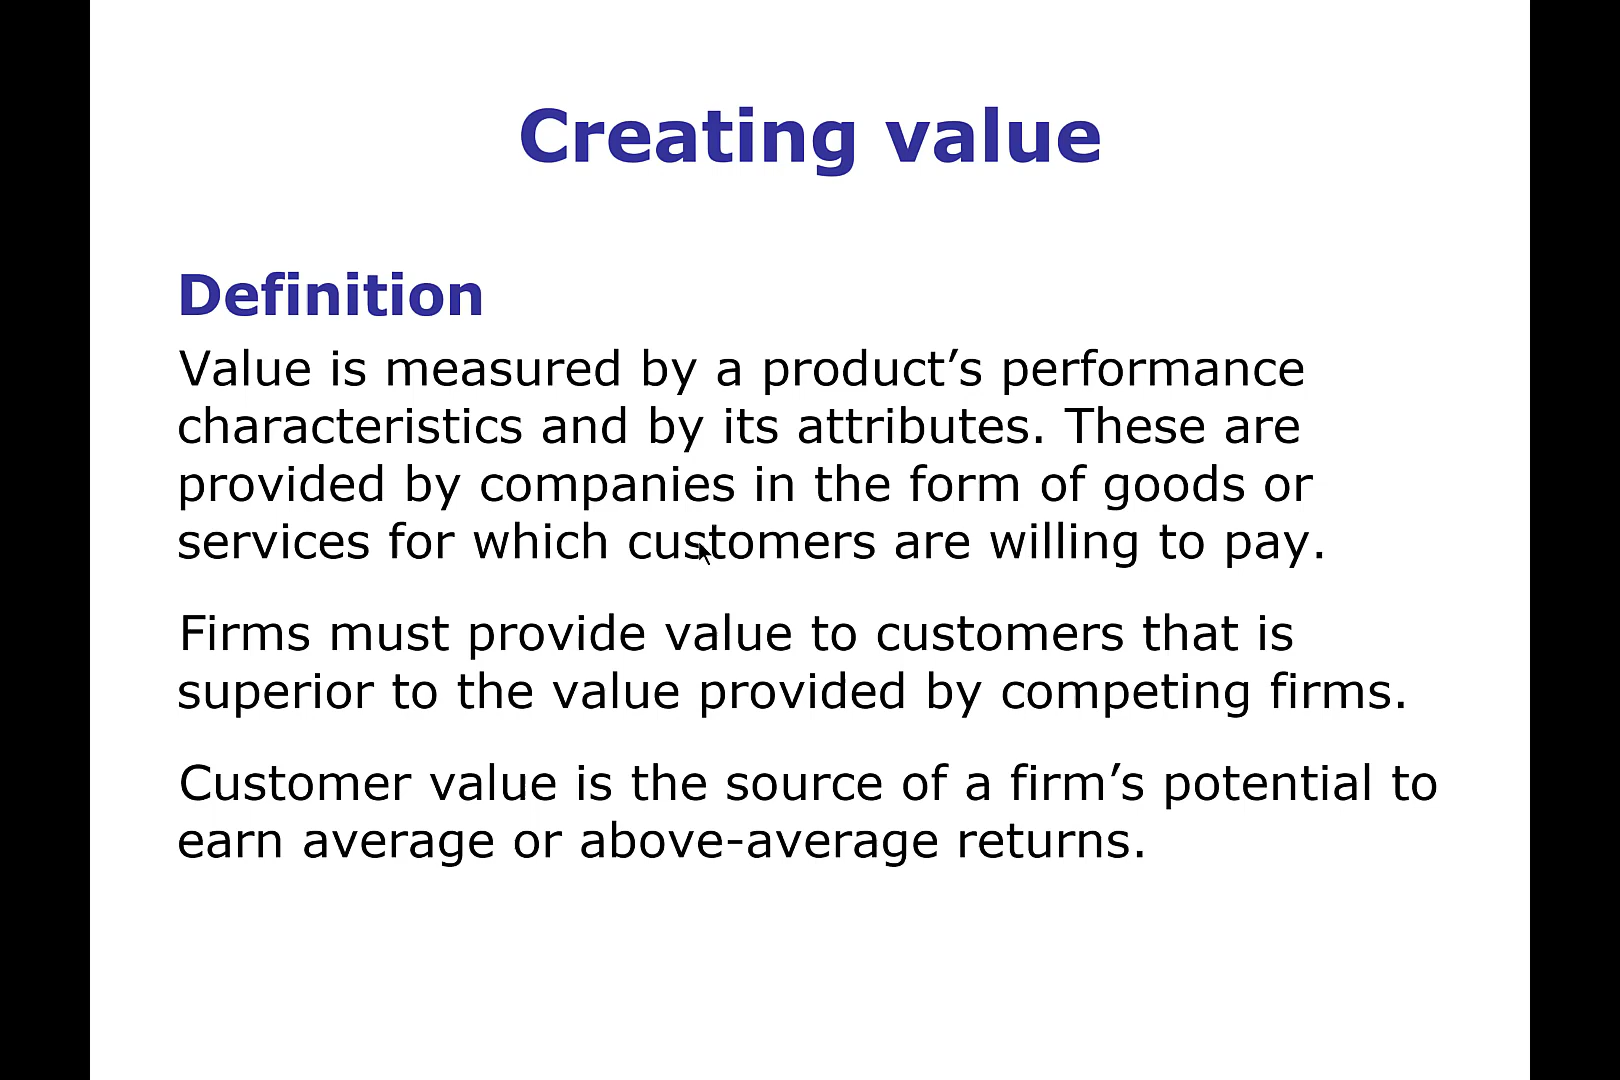 Creating value
Definition
Value is measured by a product’s performance
characteristics and by its attributes. These are
provided by companies in the form of goods or
services for which customers are willing to pay.
Firms must provide value to customers that is
superior to the value provided by competing firms.
Customer value is the source of a firm’s potential to
earn average or above-average returns.